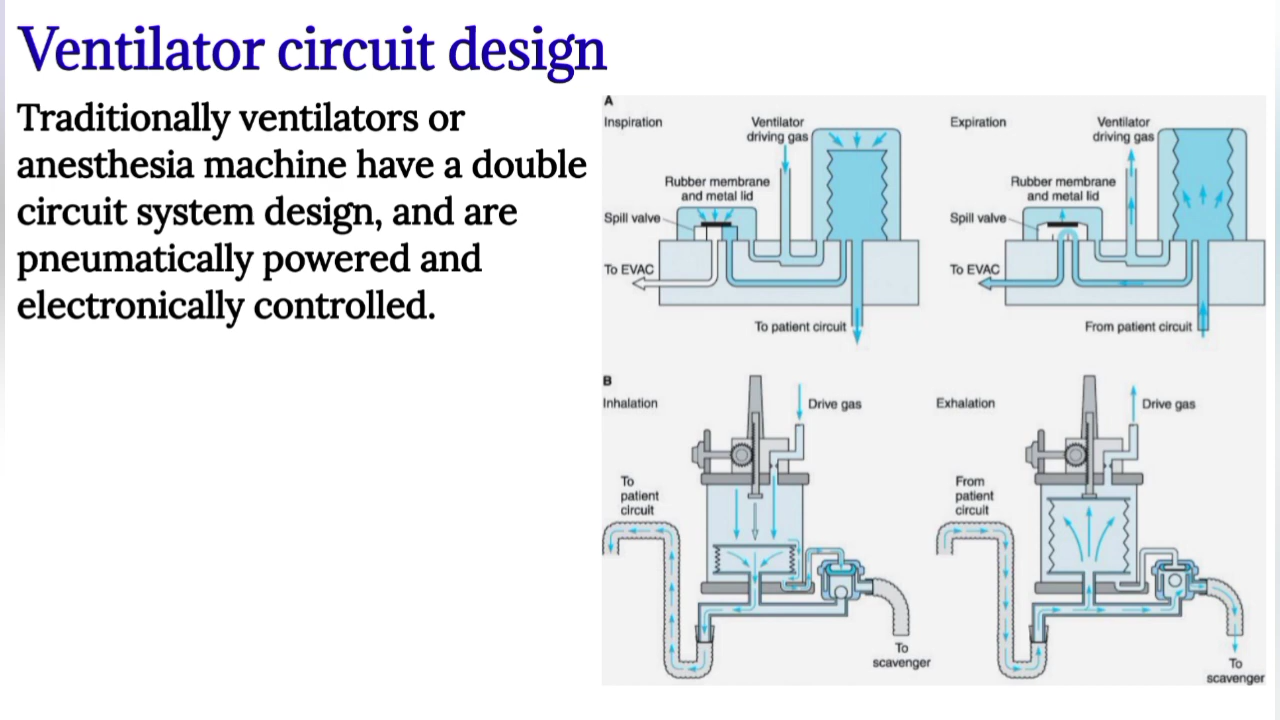 Ventilator circuit design
Traditionally ventilators or
anesthesia machine have a double
circuit system design, and are
pneumatically powered and
electronically controlled.
A
Inspiration
Ventilator
driving gas
Rubber membrane
and metal lid
Spill valve
To EVAC
To patient circuit
Expiration
Ventilator
driving gas
Rubber membrane
and metal lid
Spill valve
To EVAC
From patient circuit
B
Inhalation
Drive gas
To
patient
circuit
To
scavenger
Exhalation
Drive gas
From
patient
circuit
To
scavenger